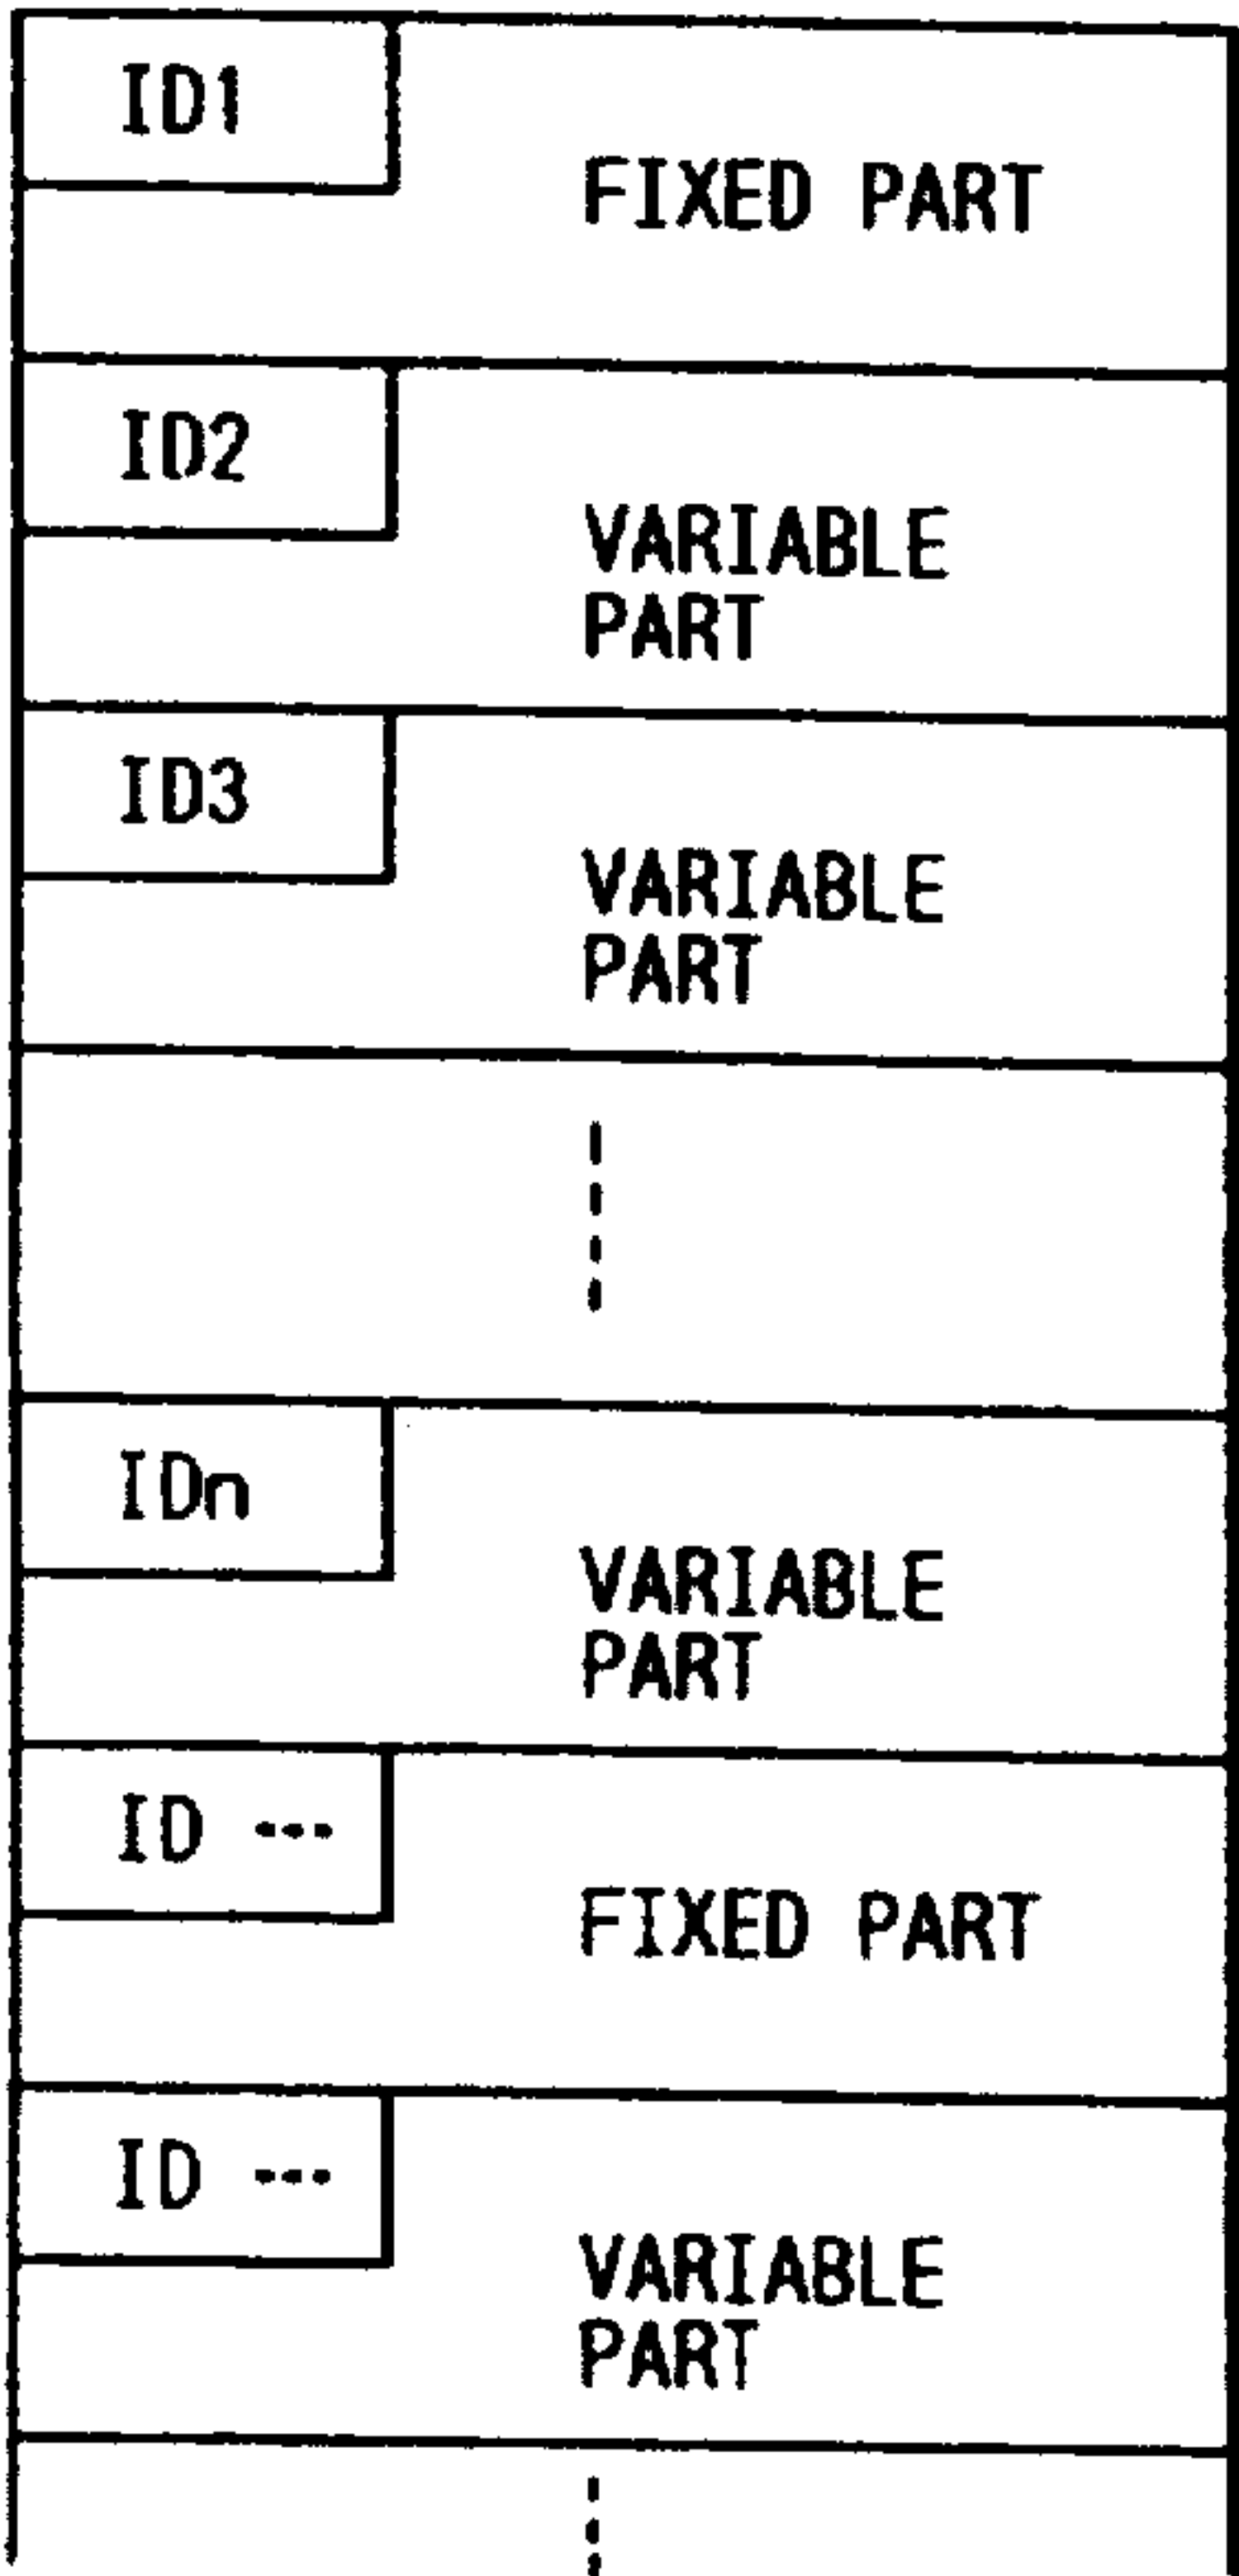 ID1
FIXED PART
ID2
VARIABLE
PART
ID3
VARIABLE
PART
IDn
VARIABLE
PART
ID ---
FIXED PART
ID ---
VARIABLE
PART